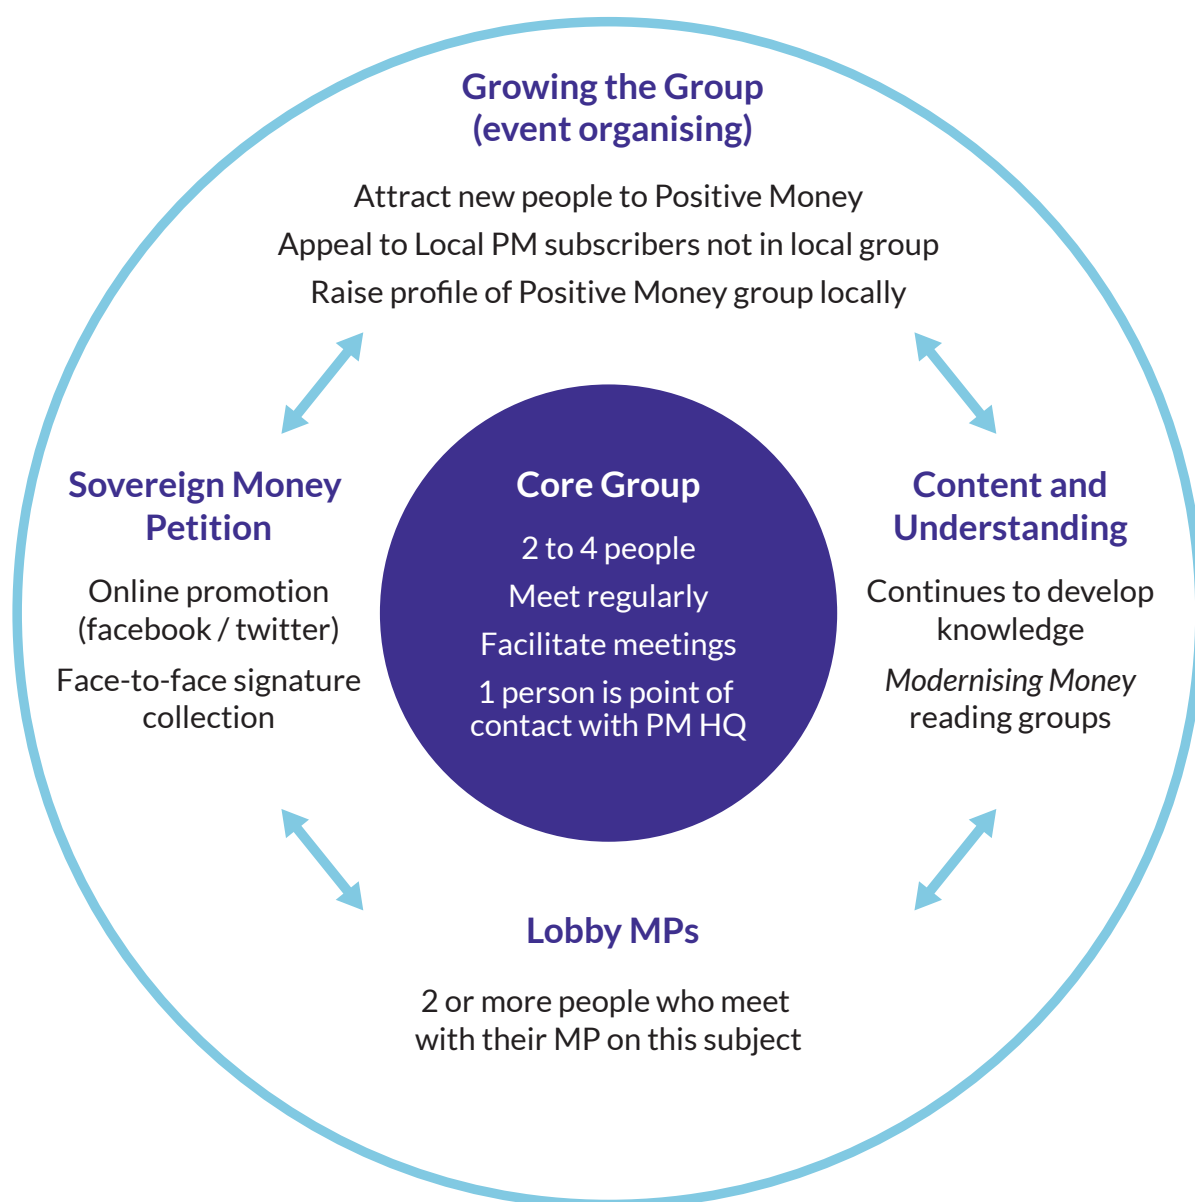 Growing the Group
(event organising)
Attract new people to Positive Money
Appeal to Local PM subscribers not in local group
Raise profile of Positive Money group locally
Sovereign Money
Petition
Online promotion
(facebook / twitter)
Face-to-face signature
collection
Core Group
2 to 4 people
Meet regularly
Facilitate meetings
1 person is point of
contact with PM HQ
Content and
Understanding
Continues to develop
knowledge
Modernising Money
reading groups
Lobby MPs
2 or more people who meet
with their MP on this subject